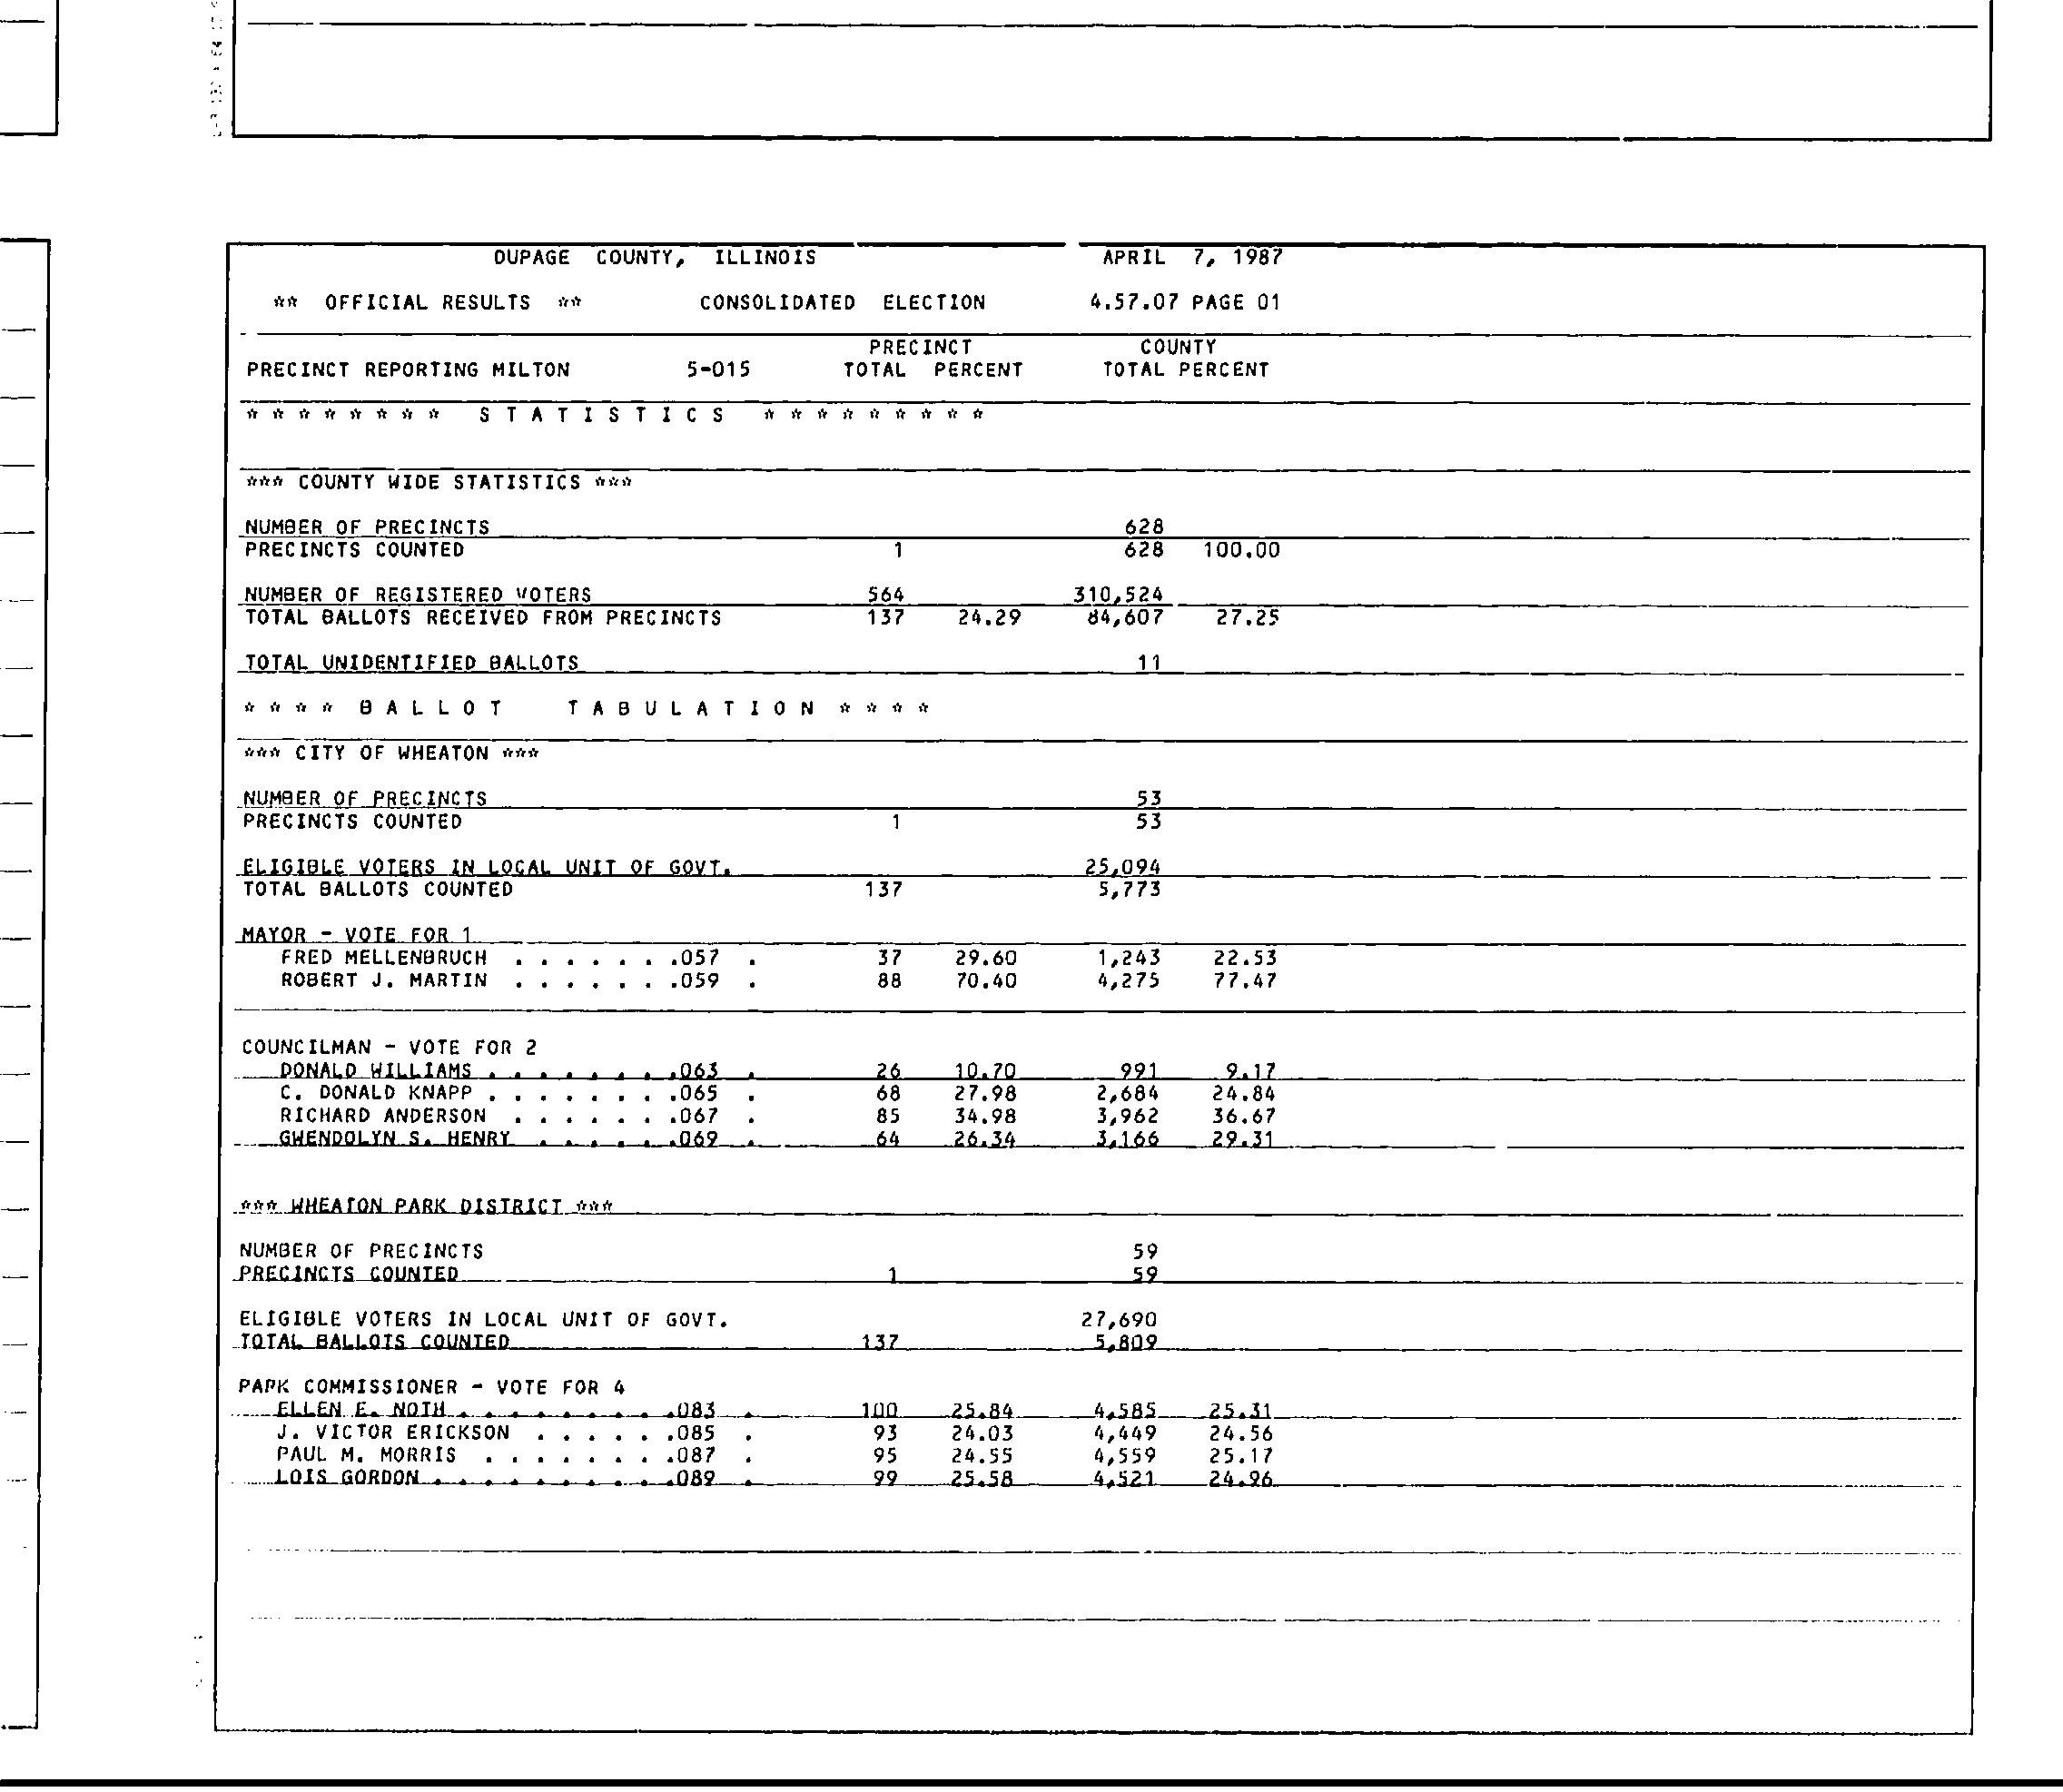 DUPAGE COUNTY, ILLINOIS APRIL 7, 1987
** OFFICIAL RESULTS ** CONSOLIDATED ELECTION 4.57.07 PAGE 01
PRECINCT COUNTY
PRECINCT REPORTING MILTON 5-015 TOTAL PERCENT TOTAL PERCENT
* * * * * * * * S T A T I S T I C S * * * * * * * * *
*** COUNTY WIDE STATISTICS ***
NUMBER OF PRECINCTS 628
PRECINCTS COUNTED 1 628 100.00
NUMBER OF REGISTERED VOTERS 564 310,524
TOTAL BALLOTS RECEIVED FROM PRECINCTS 137 24.29 84,607 27.25
TOTAL UNIDENTIFIED BALLOTS 11
* * * * B A L L O T T A B U L A T I O N * * * *
*** CITY OF WHEATON ***
NUMBER OF PRECINCTS 53
PRECINCTS COUNTED 1 53
ELIGIBLE VOTERS IN LOCAL UNIT OF GOVT. 25,094
TOTAL BALLOTS COUNTED 137 5,773
MAYOR - VOTE FOR 1
FRED MELLENBRUCH . . . . . . .057 . 37 29.60 1,243 22.53
ROBERT J. MARTIN . . . . . . .059 . 88 70.40 4,275 77.47
COUNCILMAN - VOTE FOR 2
DONALD WILLIAMS . . . . . . . .063 . 26 10.70 991 9.17
C. DONALD KNAPP . . . . . . . .065 . 68 27.98 2,684 24.84
RICHARD ANDERSON . . . . . . .067 . 85 34.98 3,962 36.67
GWENDOLYN S. HENRY . . . . . .069 . 64 26.34 3,166 29.31
*** WHEATON PARK DISTRICT ***
NUMBER OF PRECINCTS 59
PRECINCTS COUNTED 1 59
ELIGIBLE VOTERS IN LOCAL UNIT OF GOVT. 27,690
TOTAL BALLOTS COUNTED 137 5,809
PARK COMMISSIONER - VOTE FOR 4
ELLEN E. NOTH . . . . . . . . .083 . 100 25.84 4,585 25.31
J. VICTOR ERICKSON . . . . . .085 . 93 24.03 4,449 24.56
PAUL M. MORRIS . . . . . . . .087 . 95 24.55 4,559 25.17
LOIS GORDON . . . . . . . . . .089 . 99 25.58 4,521 24.96